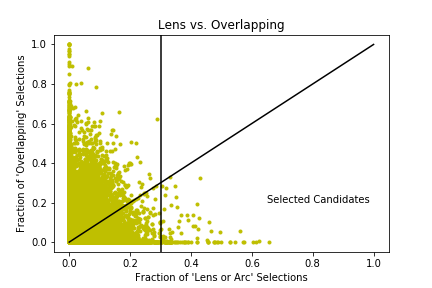 Lens vs. Overlapping
Fraction of 'Overlapping' Selections
1.0
0.8
0.6
0.4
0.2
0.0
Selected Candidates
0.0 0.2 0.4 0.6 0.8 1.0
Fraction of 'Lens or Arc' Selections